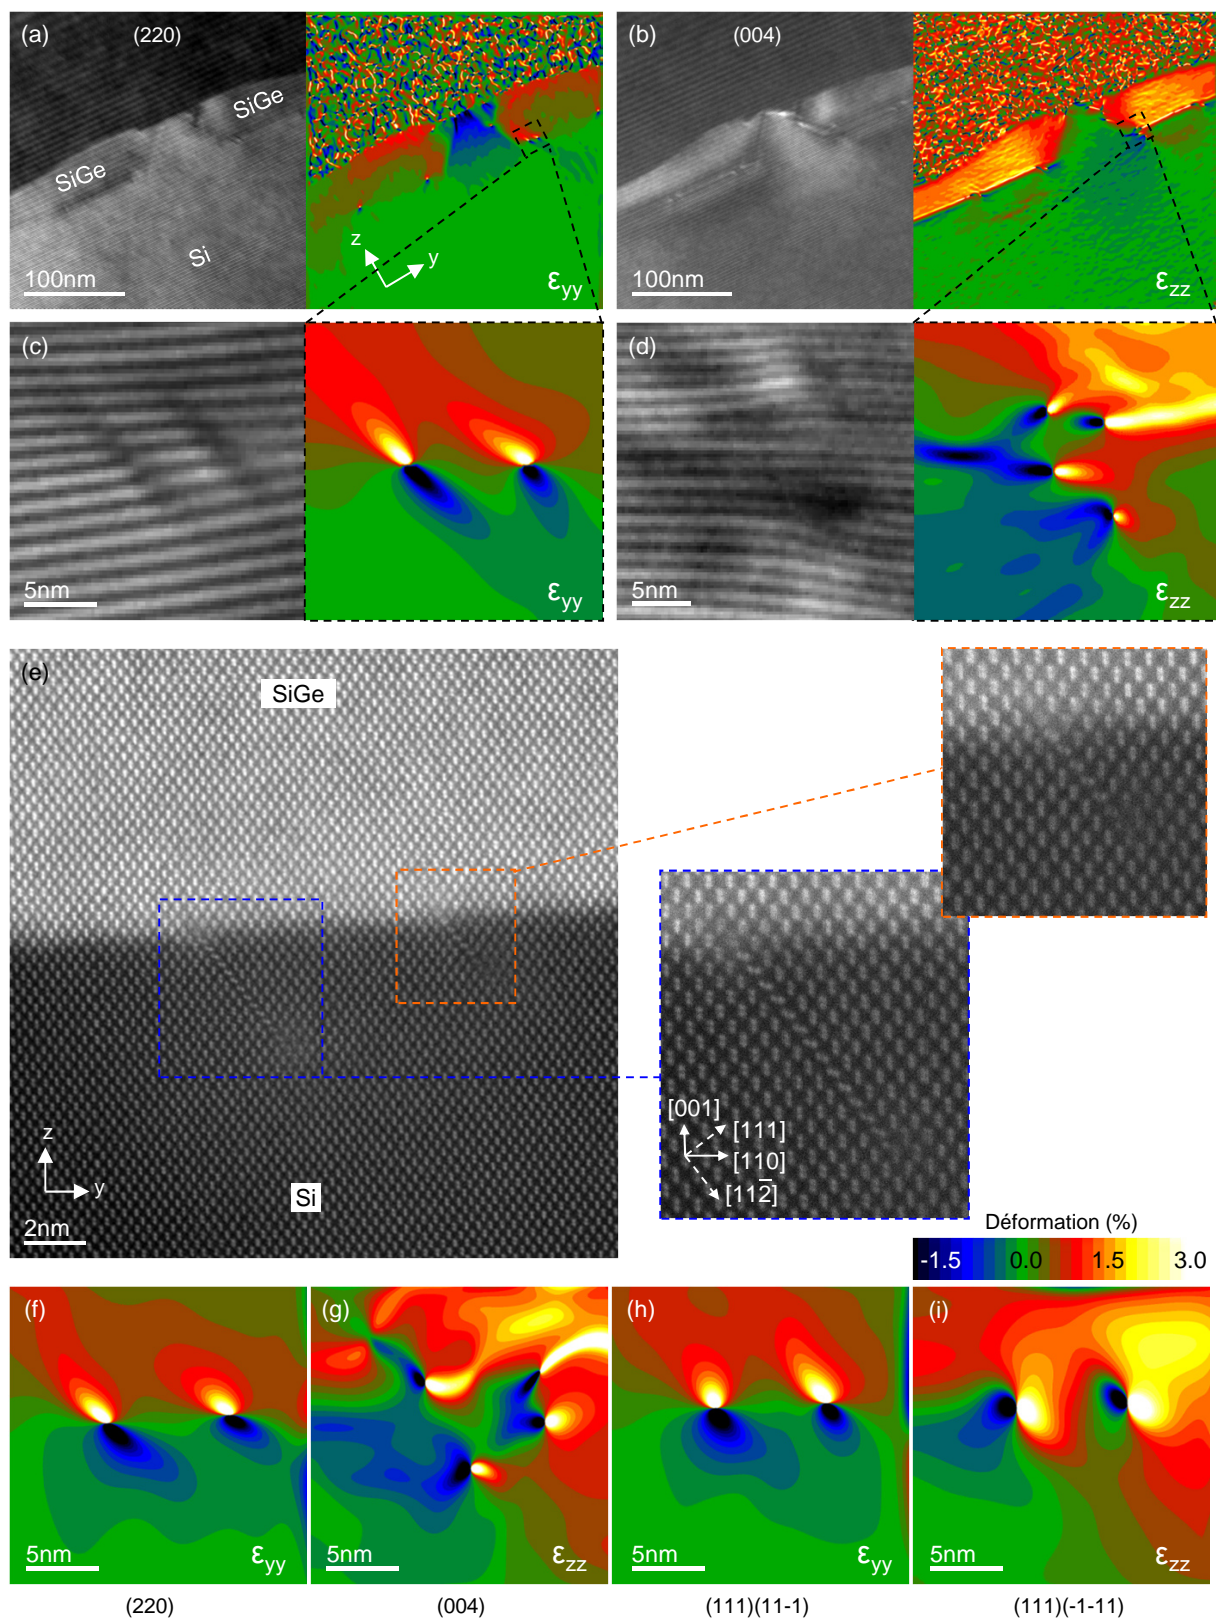 (a)
(220)
SiGe
SiGe
Si
100nm
z
y
εyy
(b)
(004)
100nm
εzz
(c)
5nm
εyy
(d)
5nm
εzz
(e)
SiGe
z
y
Si
2nm
[001]
[111]
[110]
[112̅]
Déformation (%)
-1.5 0.0 1.5 3.0
(f)
5nm
εyy
(g)
5nm
εzz
(h)
5nm
εyy
(i)
5nm
εzz
(220)
(004)
(111)(11-1)
(111)(-1-11)